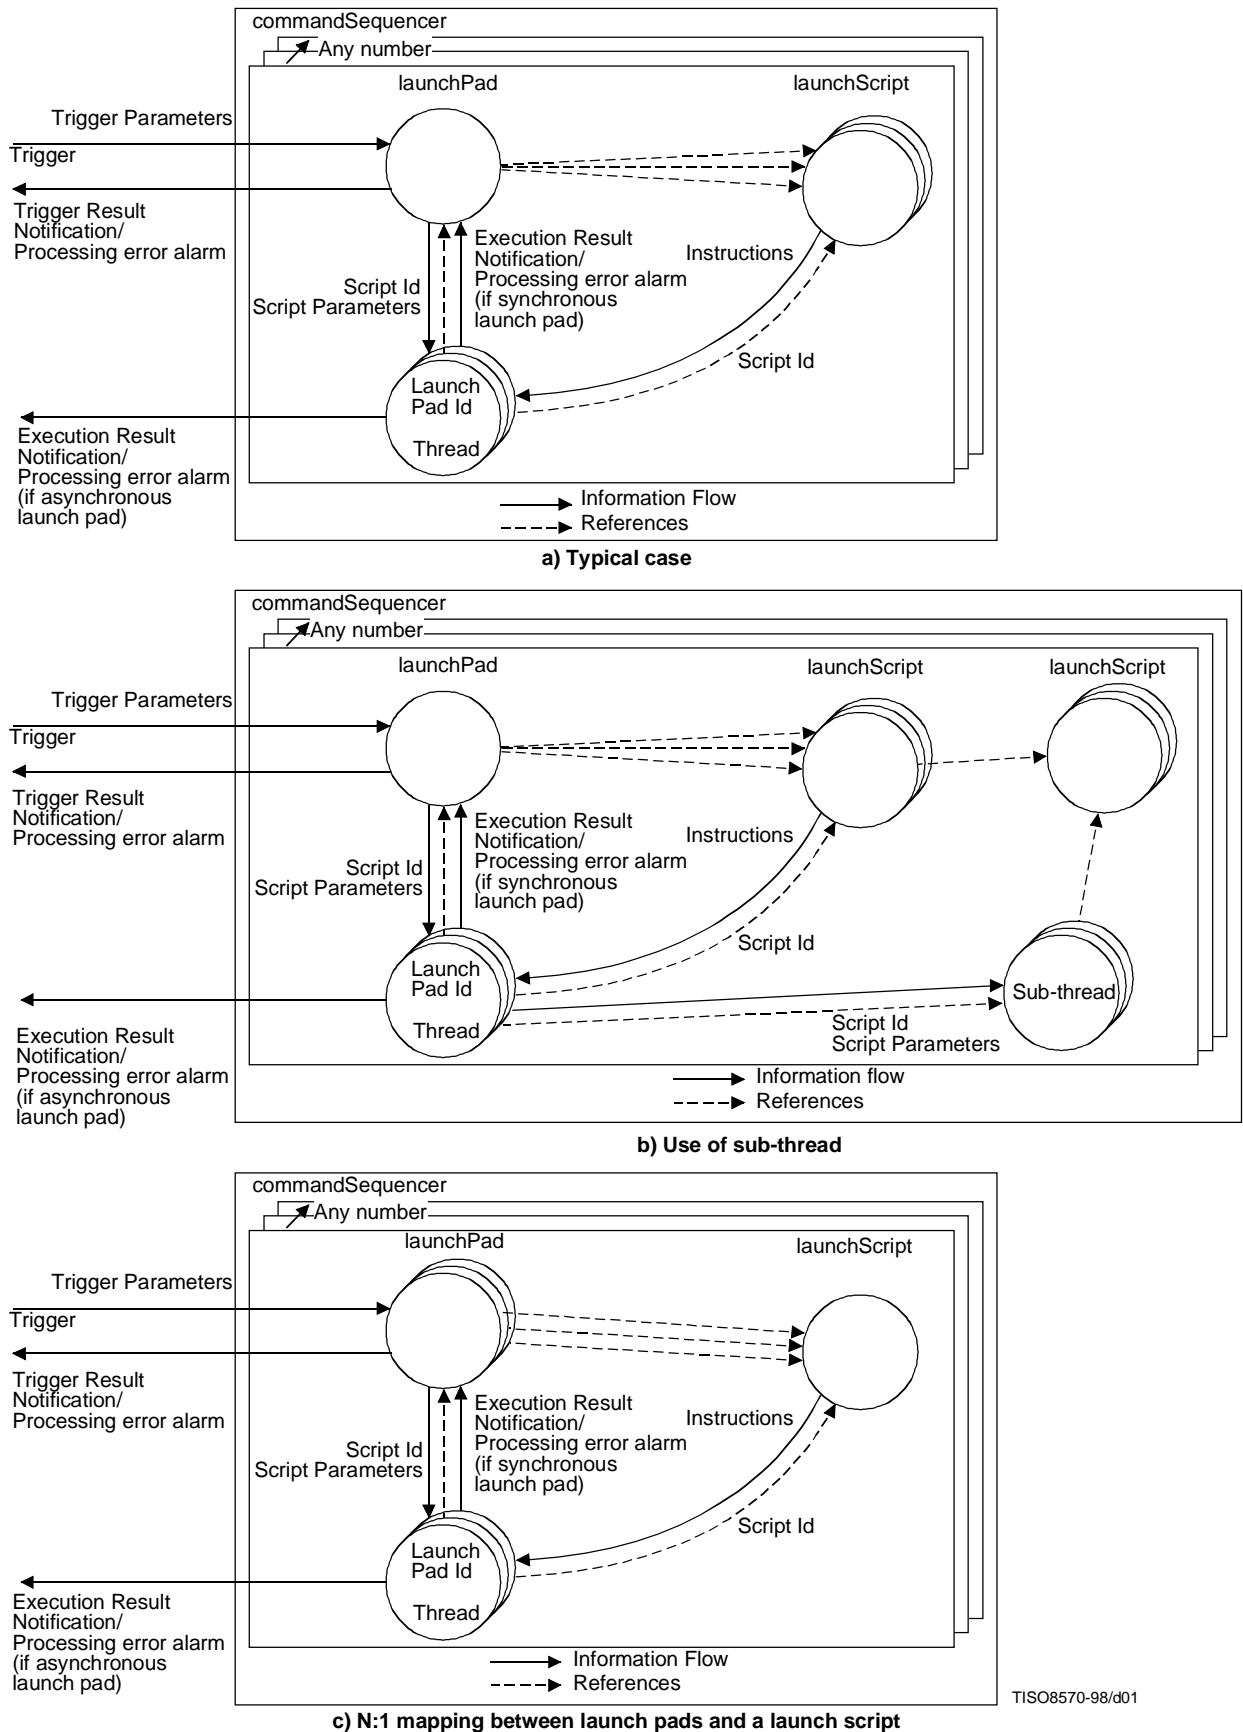 commandSequencer
Any number
launchPad
launchScript
Trigger Parameters
Trigger
Trigger Result
Notification/
Processing error alarm
Execution Result
Notification/
Processing error alarm
(if synchronous
launch pad)
Instructions
Script Id
Script Parameters
Script Id
Launch
Pad Id
Thread
Execution Result
Notification/
Processing error alarm
(if asynchronous
launch pad)
Information Flow
References
a) Typical case
commandSequencer
Any number
launchPad
launchScript
launchScript
Trigger Parameters
Trigger
Trigger Result
Notification/
Processing error alarm
Execution Result
Notification/
Processing error alarm
(if synchronous
launch pad)
Instructions
Script Id
Script Parameters
Script Id
Launch
Pad Id
Thread
Sub-thread
Script Id
Script Parameters
Execution Result
Notification/
Processing error alarm
(if asynchronous
launch pad)
Information flow
References
b) Use of sub-thread
commandSequencer
Any number
launchPad
launchScript
Trigger Parameters
Trigger
Trigger Result
Notification/
Processing error alarm
Execution Result
Notification/
Processing error alarm
(if synchronous
launch pad)
Instructions
Script Id
Script Parameters
Script Id
Launch
Pad Id
Thread
Execution Result
Notification/
Processing error alarm
(if asynchronous
launch pad)
Information Flow
References
TISO8570-98/d01
c) N:1 mapping between launch pads and a launch script